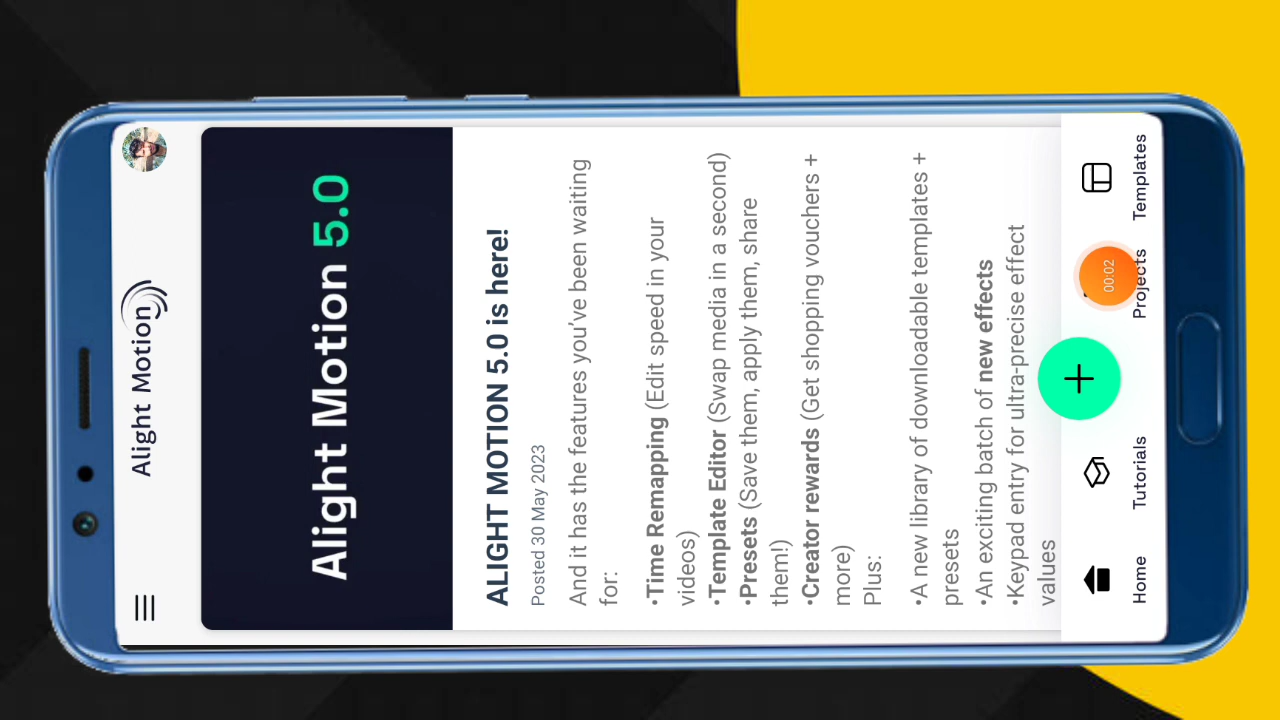 Alight Motion
Alight Motion 5.0
ALIGHT MOTION 5.0 is here!
Posted 30 May 2023
And it has the features you've been waiting
for:
•Time Remapping (Edit speed in your
videos)
•Template Editor (Swap media in a second)
•Presets (Save them, apply them, share
them!)
•Creator rewards (Get shopping vouchers +
more)
Plus:
•A new library of downloadable templates +
presets
•An exciting batch of new effects
•Keypad entry for ultra-precise effect
values
00:02
Home
Tutorials
Projects
Templates